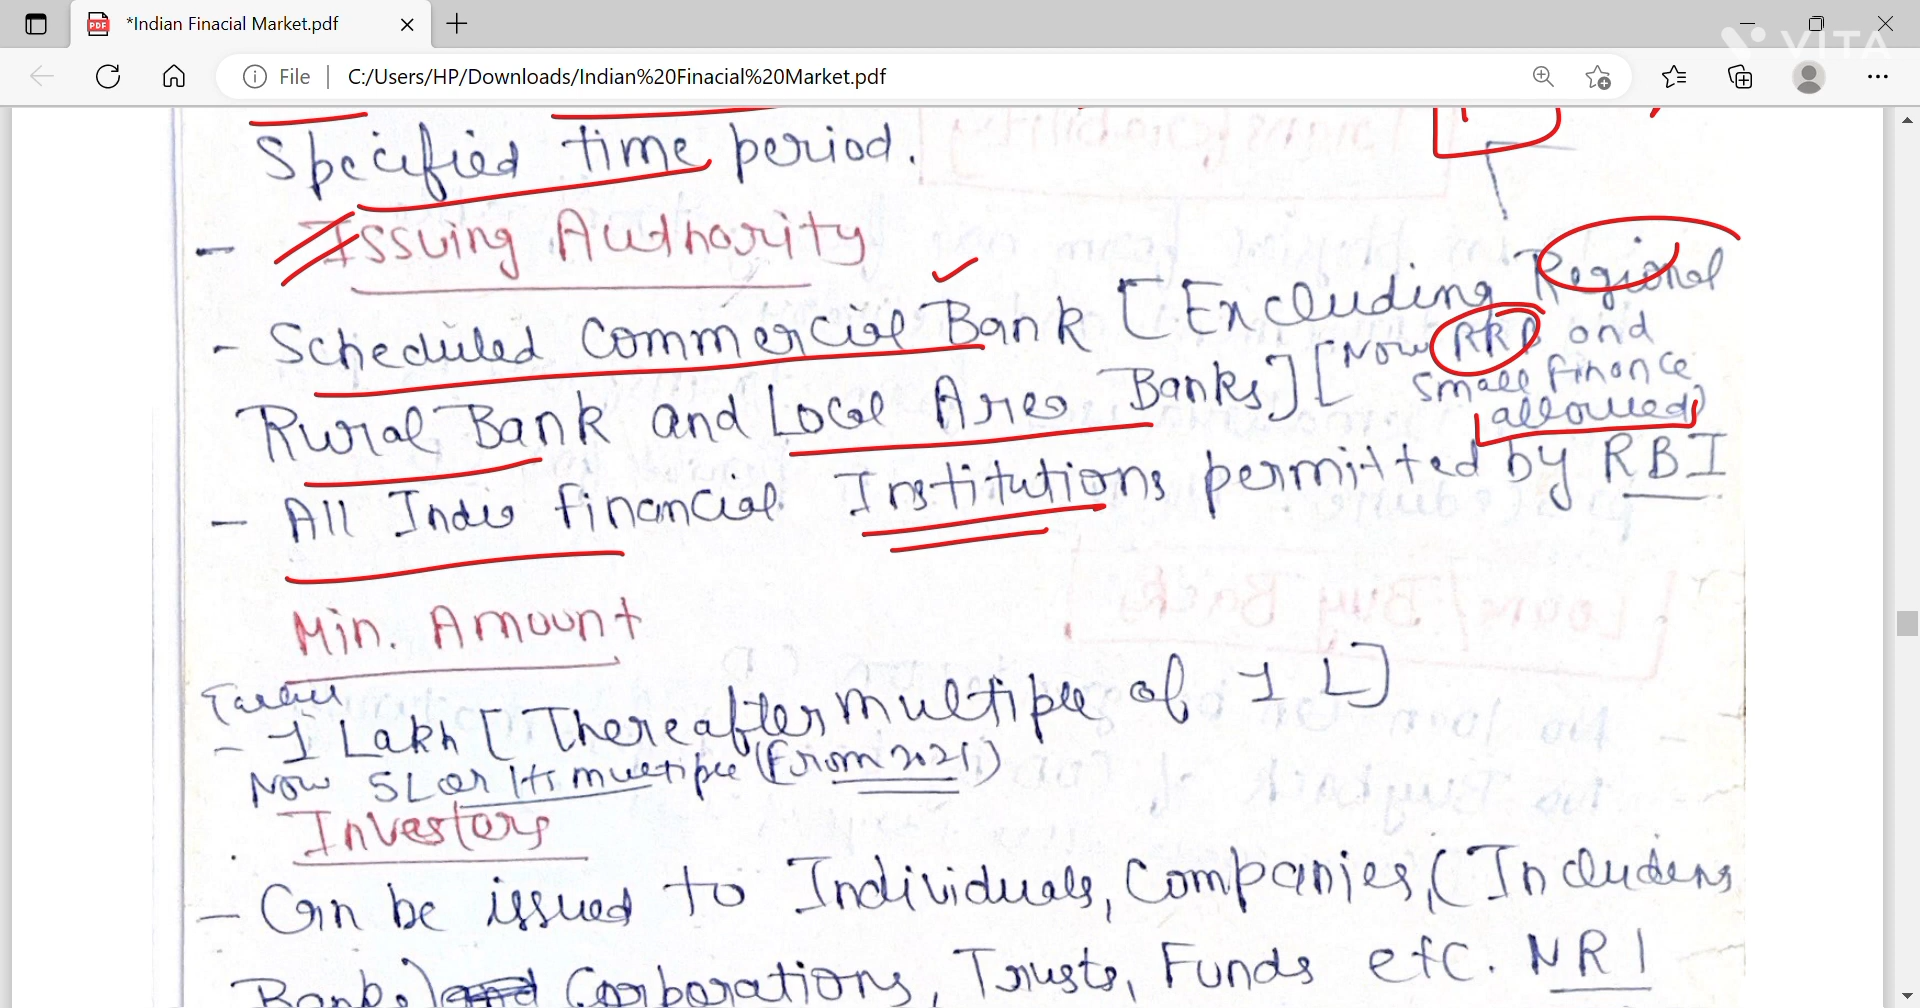 *Indian Finacial Market.pdf
VITA
File | C:/Users/HP/Downloads/Indian%20Finacial%20Market.pdf
Specified time period.
- Issuing Authority
- Scheduled Commercial Bank [Excluding Regional
Rural Bank and Local Area Banks] [Now RRB and
small finance
allowed]
- All India financial Institutions permitted by RBI
Min. Amount
- 1 Lakh [Thereafter multiple of 1 L]
Now 5L or its multiple (From 2021)
Investors
- Can be issued to Individuals, Companies, (Including
Banks) and Corporations, Trusts, Funds etc. NRI